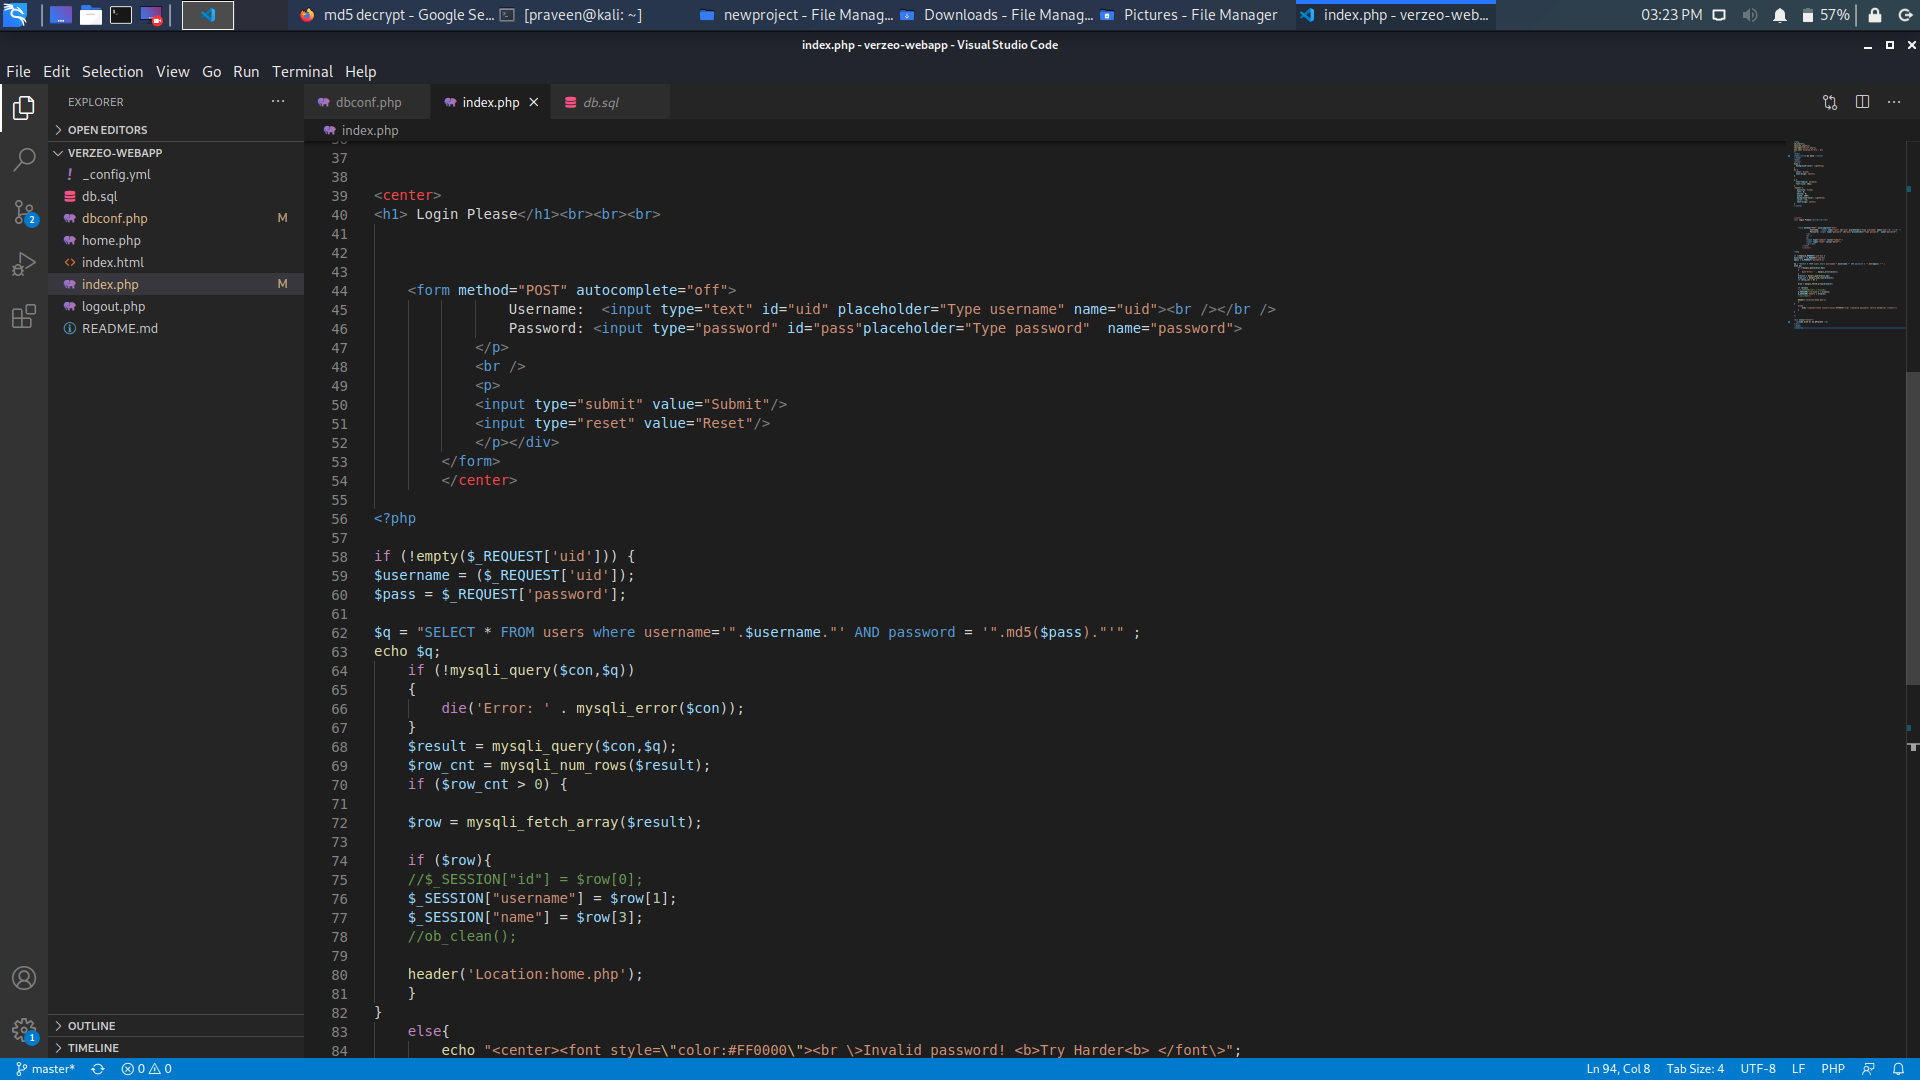 md5 decrypt - Google Se...
[praveen@kali: ~]
newproject - File Manag...
Downloads - File Manag...
Pictures - File Manager
index.php - verzeo-web...
03:23 PM
57%
index.php - verzeo-webapp - Visual Studio Code
File Edit Selection View Go Run Terminal Help
EXPLORER
OPEN EDITORS
VERZEO-WEBAPP
! _config.yml
db.sql
dbconf.php M
home.php
<> index.html
index.php M
logout.php
README.md
OUTLINE
TIMELINE
2
1
dbconf.php
index.php
db.sql
index.php
36
37
38
39 <center>
40 <h1> Login Please</h1><br><br><br>
41
42
43
44 <form method="POST" autocomplete="off">
45 Username:  <input type="text" id="uid" placeholder="Type username" name="uid"><br /></br />
46 Password: <input type="password" id="pass"placeholder="Type password"  name="password">
47 </p>
48 <br />
49 <p>
50 <input type="submit" value="Submit"/>
51 <input type="reset" value="Reset"/>
52 </p></div>
53 </form>
54 </center>
55
56 <?php
57
58 if (!empty($_REQUEST['uid'])) {
59 $username = ($_REQUEST['uid']);
60 $pass = $_REQUEST['password'];
61
62 $q = "SELECT * FROM users where username='".$username."' AND password = '".md5($pass)."'" ;
63 echo $q;
64 if (!mysqli_query($con,$q))
65 {
66 die('Error: ' . mysqli_error($con));
67 }
68 $result = mysqli_query($con,$q);
69 $row_cnt = mysqli_num_rows($result);
70 if ($row_cnt > 0) {
71
72 $row = mysqli_fetch_array($result);
73
74 if ($row){
75 //$_SESSION["id"] = $row[0];
76 $_SESSION["username"] = $row[1];
77 $_SESSION["name"] = $row[3];
78 //ob_clean();
79
80 header('Location:home.php');
81 }
82 }
83 else{
84 echo "<center><font style=\"color:#FF0000\"><br \>Invalid password! <b>Try Harder<b> </font\>";
master* 0 0
Ln 94, Col 8 Tab Size: 4 UTF-8 LF PHP